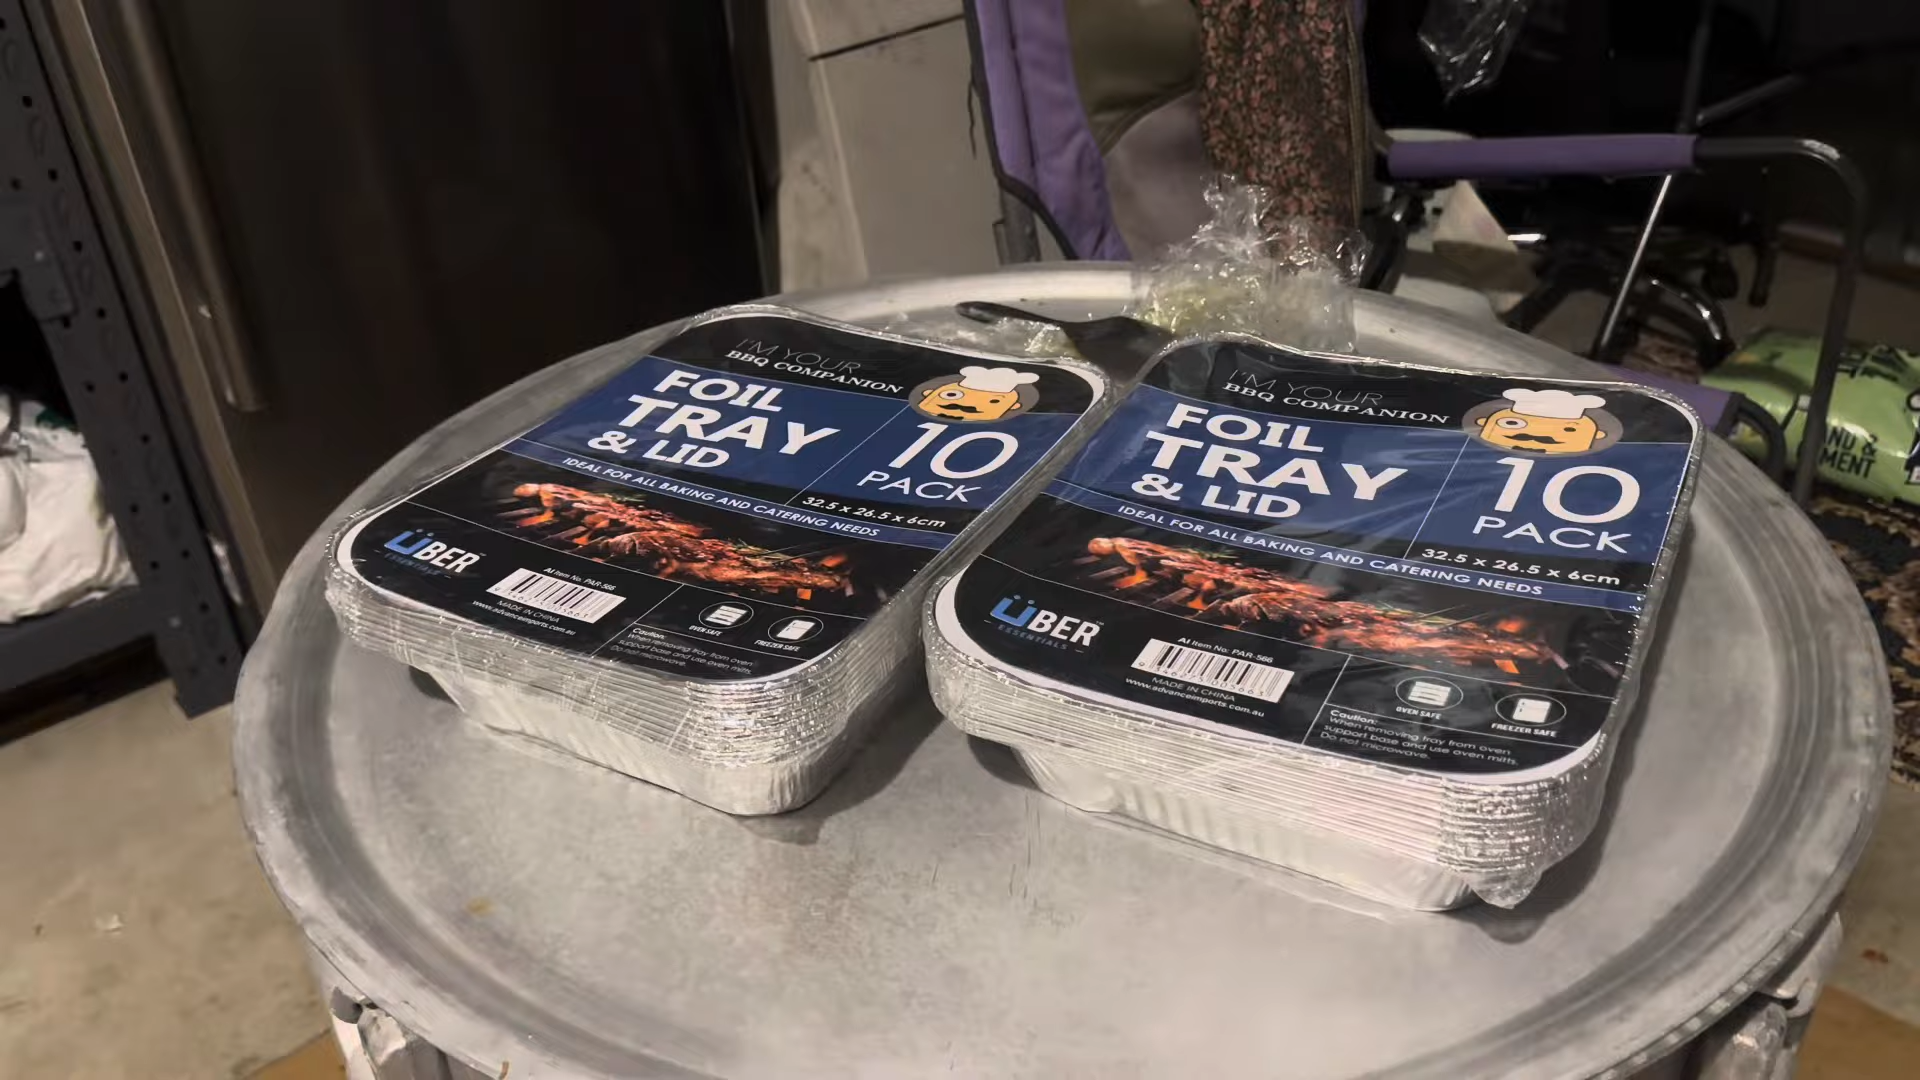 I'M YOUR
BBQ COMPANION
FOIL
TRAY
& LID
10
PACK
32.5 x 26.5 x 6cm
IDEAL FOR ALL BAKING AND CATERING NEEDS
ÜBER™
ESSENTIALS
AI Item No: PAR-566
MADE IN CHINA
www.advanceimports.com.au
OVEN SAFE
FREEZER SAFE
Caution:
When removing tray from oven
support base and use oven mitts.
Do not microwave.
I'M YOUR
BBQ COMPANION
FOIL
TRAY
& LID
10
PACK
32.5 x 26.5 x 6cm
IDEAL FOR ALL BAKING AND CATERING NEEDS
ÜBER™
ESSENTIALS
AI Item No: PAR-566
MADE IN CHINA
www.advanceimports.com.au
OVEN SAFE
FREEZER SAFE
Caution:
When removing tray from oven
support base and use oven mitts.
Do not microwave.